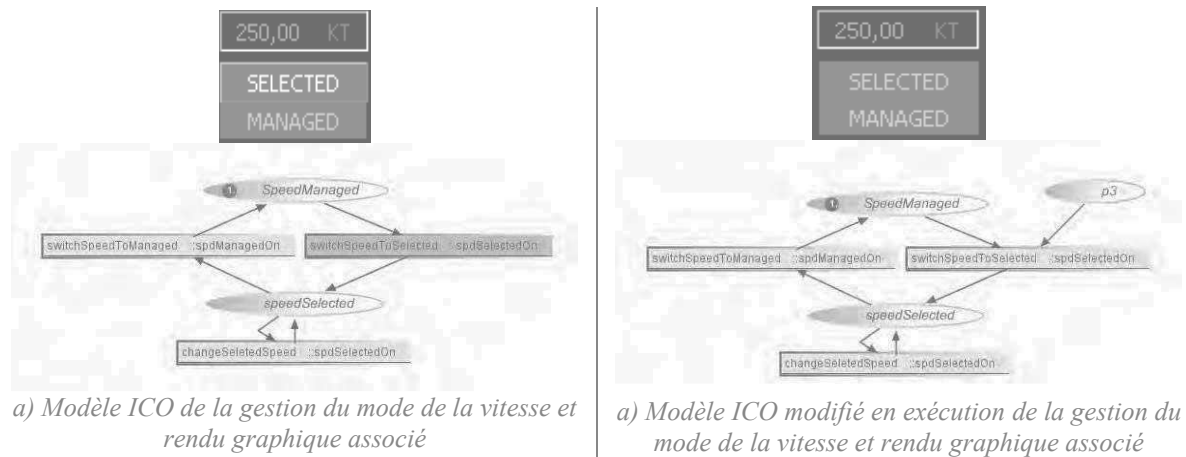 250,00 KT
SELECTED
MANAGED
1 SpeedManaged
switchSpeedToManaged ::spdManagedOn
switchSpeedToSelected ::spdSelectedOn
speedSelected
changeSeletedSpeed ::spdSelectedOn
a) Modèle ICO de la gestion du mode de la vitesse et
rendu graphique associé
250,00 KT
SELECTED
MANAGED
1 SpeedManaged
p3
switchSpeedToManaged ::spdManagedOn
switchSpeedToSelected ::spdSelectedOn
speedSelected
changeSeletedSpeed ::spdSelectedOn
a) Modèle ICO modifié en exécution de la gestion du
mode de la vitesse et rendu graphique associé